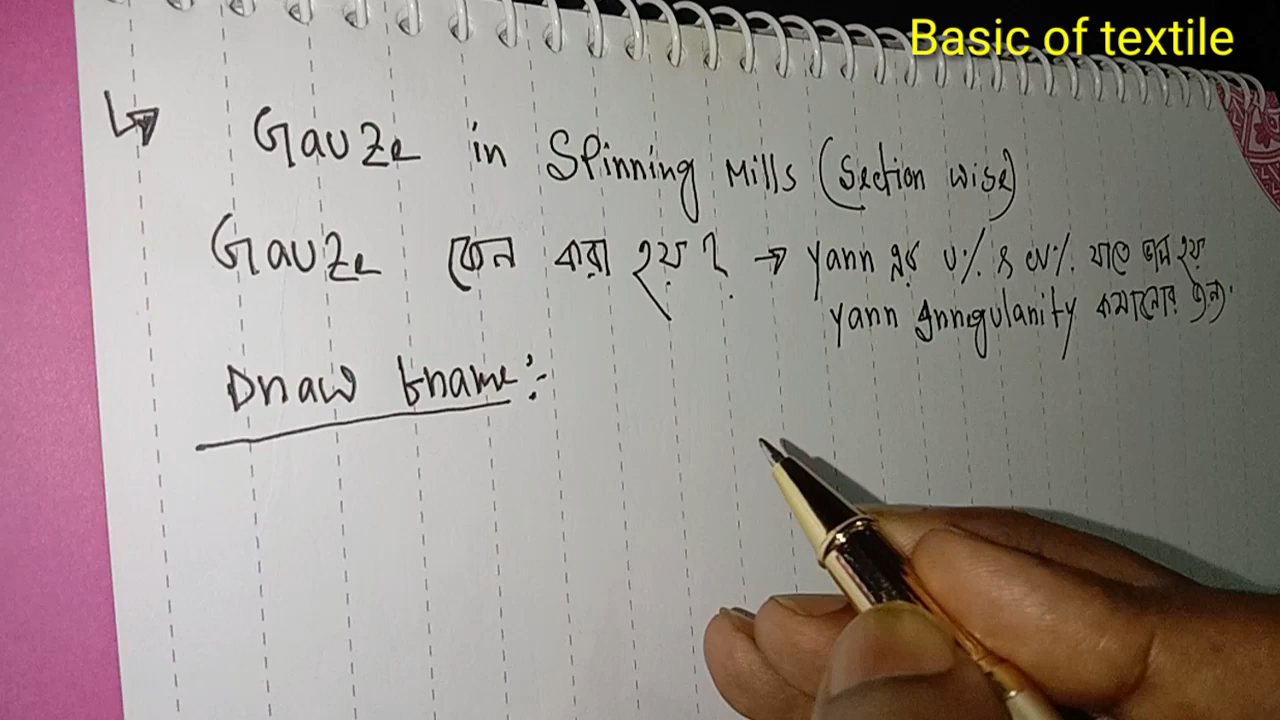 Basic of textile
↳ Gauze in Spinning Mills (Section wise)
Gauze কেন করা হয় ? → yarn এর U% ও CV% যাতে ভাল হয়
yarn Irregularity কমানোর জন্য.
Draw frame :-